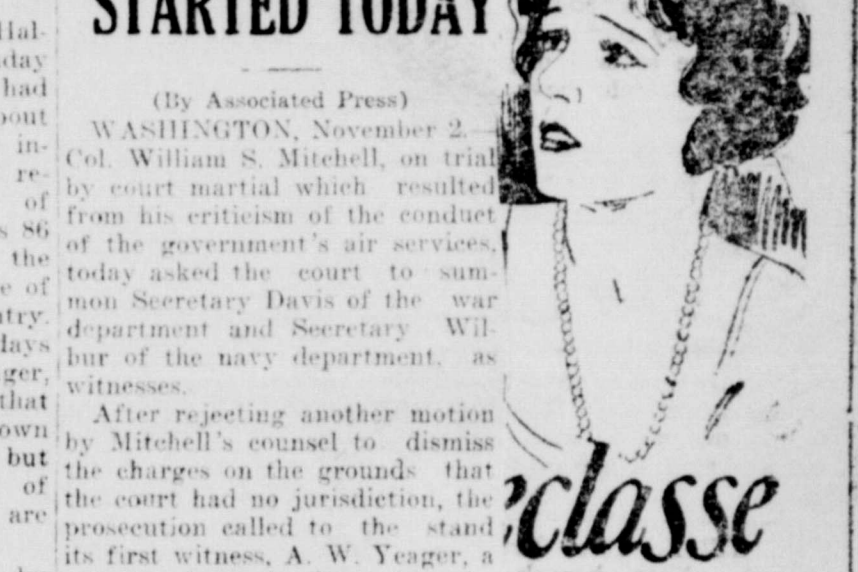 STARTED TODAY
(By Associated Press)
WASHINGTON, November 2.—
Col. William S. Mitchell, on trial
by court martial which resulted
from his criticism of the conduct
of the government's air services,
today asked the court to sum-
mon Secretary Davis of the war
department and Secretary Wil-
bur of the navy department, as
witnesses.
After rejecting another motion
by Mitchell's counsel to dismiss
the charges on the grounds that
the court had no jurisdiction, the
prosecution called to the stand
its first witness, A. W. Yeager, a
had
in-
re-
of
86
the
of
that
but
of
are
classe